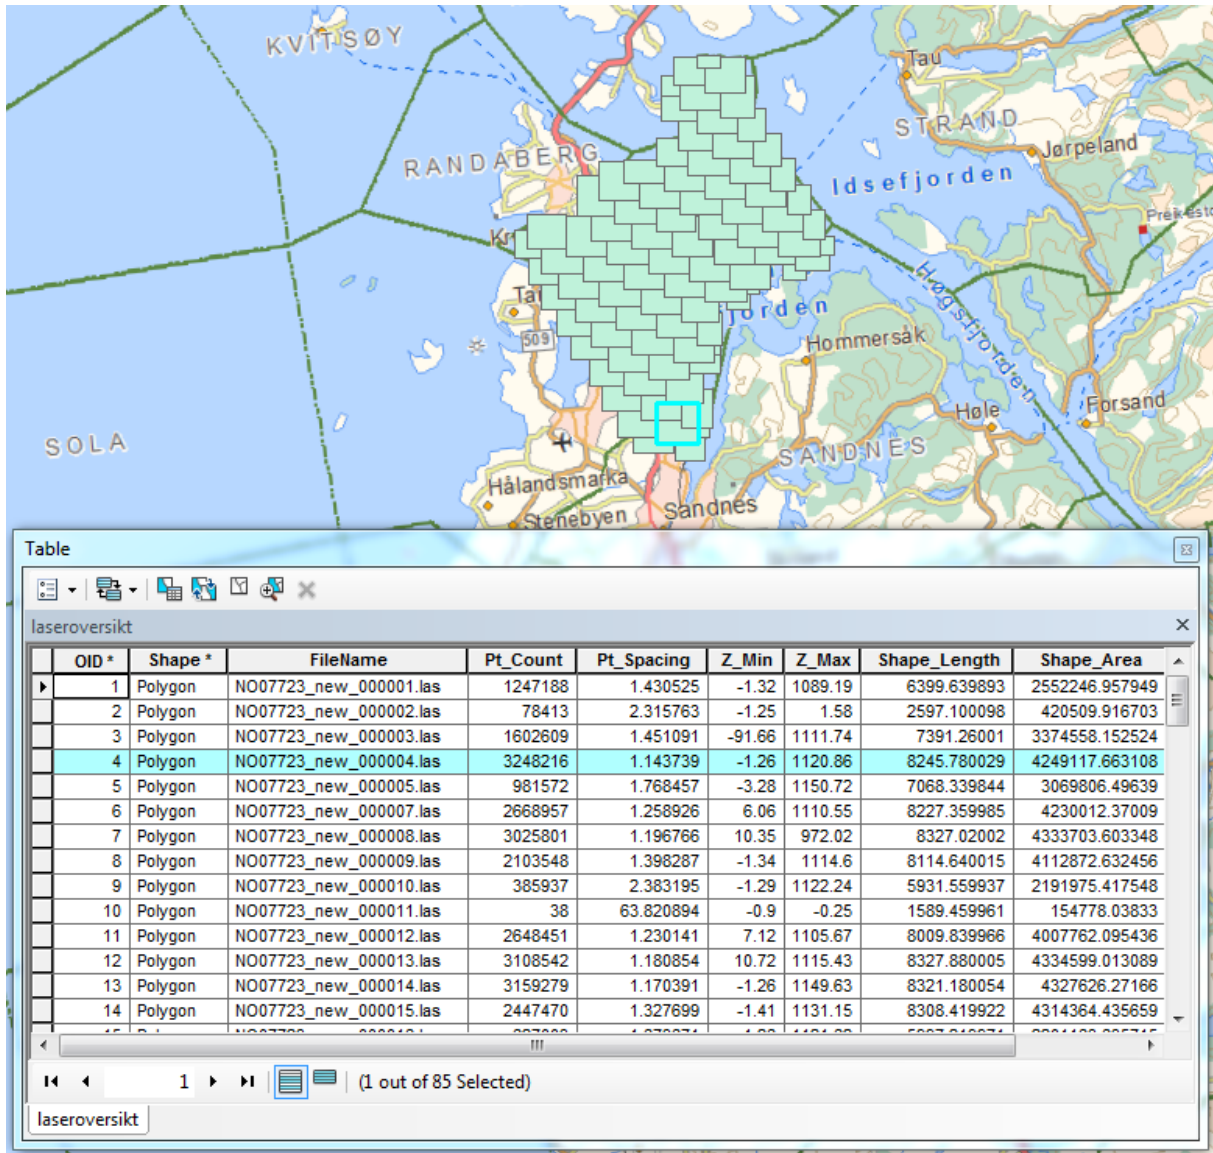 KVITSØY
Tau
STRAND
RANDABERG
Jørpeland
Idsefjorden
Preikesto
Kr
Ta
Høgsfjorden
fjorden
509
Hommersåk
Forsand
Høle
SOLA
SANDNES
Hålandsmarka
Sandnes
Stenebyen
Table
laseroversikt
OID * Shape * FileName Pt_Count Pt_Spacing Z_Min Z_Max Shape_Length Shape_Area
1 Polygon NO07723_new_000001.las 1247188 1.430525 -1.32 1089.19 6399.639893 2552246.957949
2 Polygon NO07723_new_000002.las 78413 2.315763 -1.25 1.58 2597.100098 420509.916703
3 Polygon NO07723_new_000003.las 1602609 1.451091 -91.66 1111.74 7391.26001 3374558.152524
4 Polygon NO07723_new_000004.las 3248216 1.143739 -1.26 1120.86 8245.780029 4249117.663108
5 Polygon NO07723_new_000005.las 981572 1.768457 -3.28 1150.72 7068.339844 3069806.49639
6 Polygon NO07723_new_000007.las 2668957 1.258926 6.06 1110.55 8227.359985 4230012.37009
7 Polygon NO07723_new_000008.las 3025801 1.196766 10.35 972.02 8327.02002 4333703.603348
8 Polygon NO07723_new_000009.las 2103548 1.398287 -1.34 1114.6 8114.640015 4112872.632456
9 Polygon NO07723_new_000010.las 385937 2.383195 -1.29 1122.24 5931.559937 2191975.417548
10 Polygon NO07723_new_000011.las 38 63.820894 -0.9 -0.25 1589.459961 154778.03833
11 Polygon NO07723_new_000012.las 2648451 1.230141 7.12 1105.67 8009.839966 4007762.095436
12 Polygon NO07723_new_000013.las 3108542 1.180854 10.72 1115.43 8327.880005 4334599.013089
13 Polygon NO07723_new_000014.las 3159279 1.170391 -1.26 1149.63 8321.180054 4327626.27166
14 Polygon NO07723_new_000015.las 2447470 1.327699 -1.41 1131.15 8308.419922 4314364.435659
1 (1 out of 85 Selected)
laseroversikt